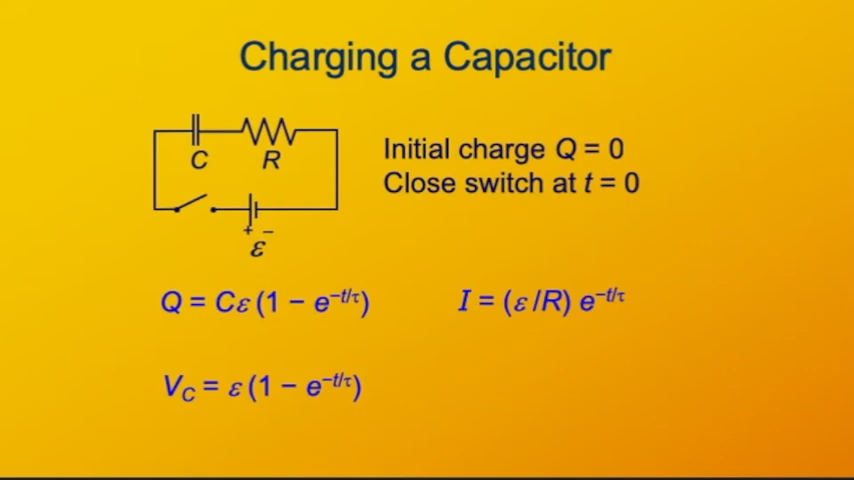 Charging a Capacitor
C R
Initial charge Q = 0
Close switch at t = 0
+ −
ε
Q = Cε (1 − e^−t/τ)
I = (ε /R) e^−t/τ
V_C = ε (1 − e^−t/τ)